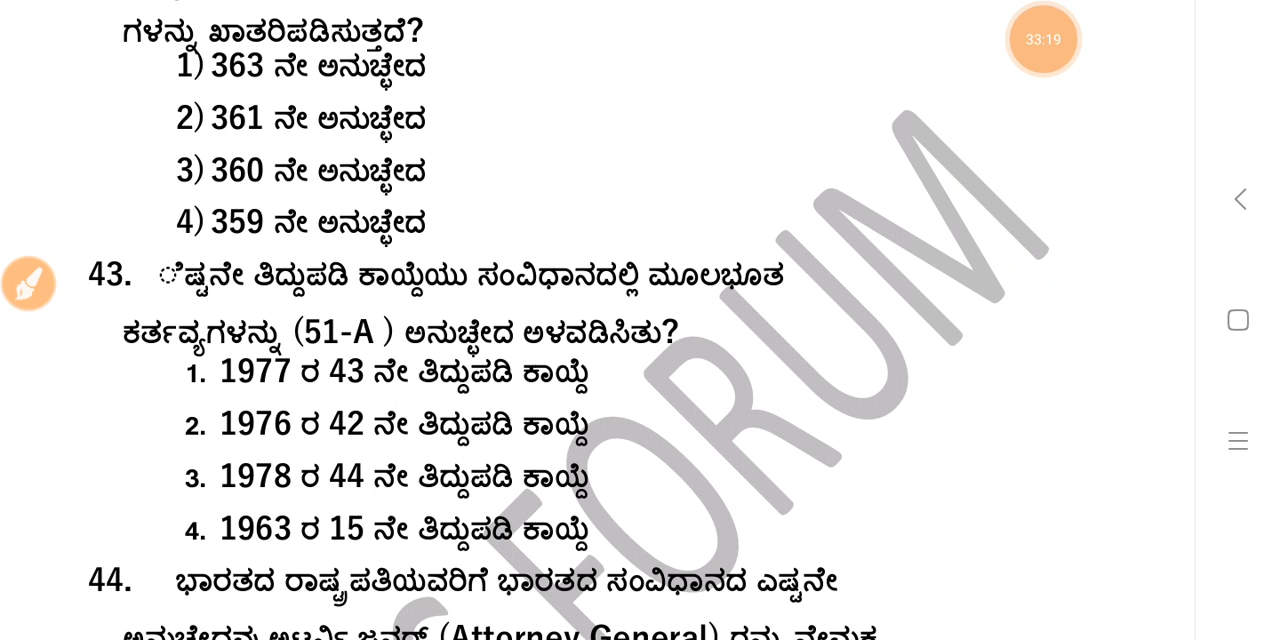 ಗಳನ್ನು ಖಾತರಿಪಡಿಸುತ್ತದೆ?
33:19
1) 363 ನೇ ಅನುಚ್ಛೇದ
2) 361 ನೇ ಅನುಚ್ಛೇದ
3) 360 ನೇ ಅನುಚ್ಛೇದ
4) 359 ನೇ ಅನುಚ್ಛೇದ
43. ೆಷ್ಟನೇ ತಿದ್ದುಪಡಿ ಕಾಯ್ದೆಯು ಸಂವಿಧಾನದಲ್ಲಿ ಮೂಲಭೂತ
ಕರ್ತವ್ಯಗಳನ್ನು (51-A ) ಅನುಚ್ಛೇದ ಅಳವಡಿಸಿತು?
1. 1977 ರ 43 ನೇ ತಿದ್ದುಪಡಿ ಕಾಯ್ದೆ
2. 1976 ರ 42 ನೇ ತಿದ್ದುಪಡಿ ಕಾಯ್ದೆ
3. 1978 ರ 44 ನೇ ತಿದ್ದುಪಡಿ ಕಾಯ್ದೆ
4. 1963 ರ 15 ನೇ ತಿದ್ದುಪಡಿ ಕಾಯ್ದೆ
44. ಭಾರತದ ರಾಷ್ಟ್ರಪತಿಯವರಿಗೆ ಭಾರತದ ಸಂವಿಧಾನದ ಎಷ್ಟನೇ
(Attorney General)
FORUM